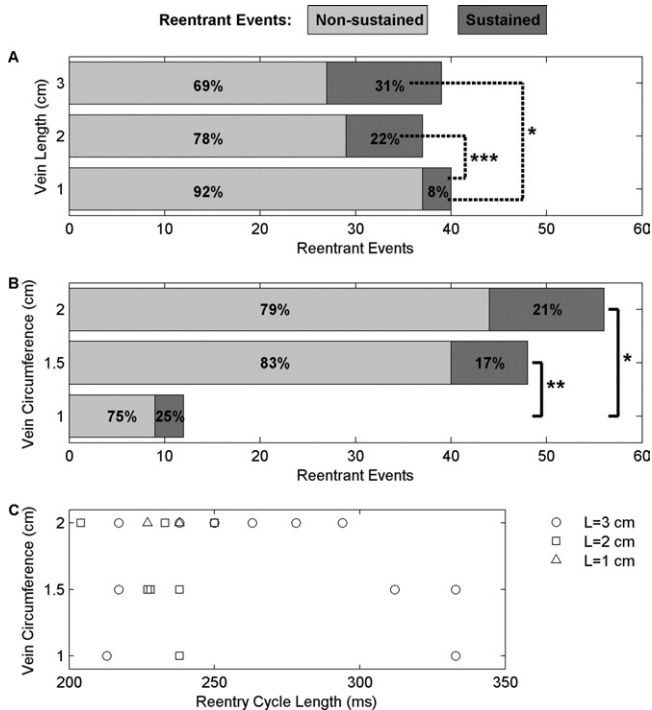 Reentrant Events: Non-sustained Sustained
A
Vein Length (cm)
3
69% 31%
*
2
78% 22%
***
1
92% 8%
0 10 20 30 40 50 60
Reentrant Events
B
Vein Circumference (cm)
2
79% 21%
*
1.5
83% 17%
**
1
75% 25%
0 10 20 30 40 50 60
Reentrant Events
C
Vein Circumference (cm)
2
1.5
1
200 250 300 350
Reentry Cycle Length (ms)
L=3 cm
L=2 cm
L=1 cm